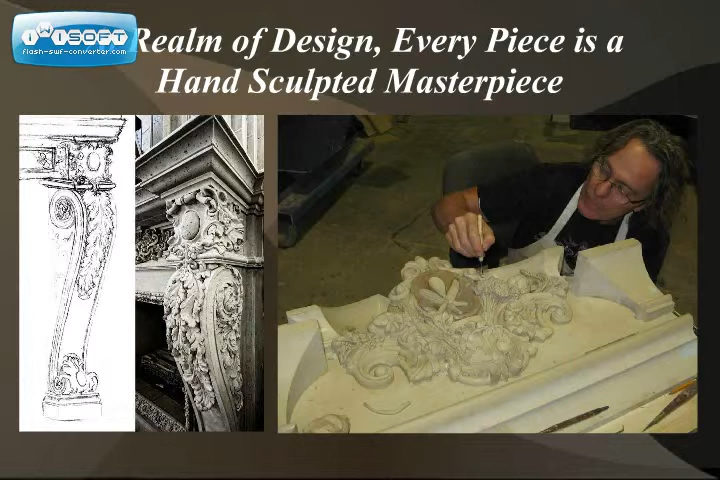 iWiSOFT
flash-swf-converter.com
Realm of Design, Every Piece is a
Hand Sculpted Masterpiece